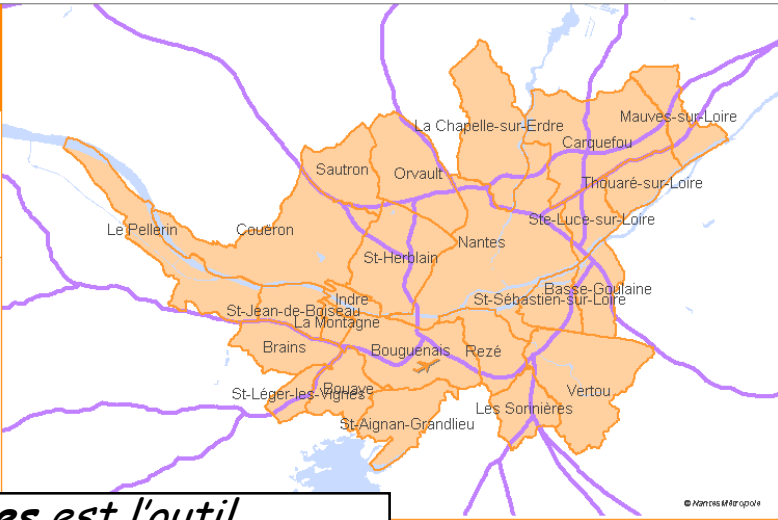 Mauves-sur-Loire
La Chapelle-sur-Erdre
Carquefou
Sautron
Orvault
Thouaré-sur-Loire
Ste-Luce-sur-Loire
Le Pellerin
Couëron
Nantes
St-Herblain
Basse-Goulaine
Indre
St-Sébastien-sur-Loire
St-Jean-de-Boiseau
La Montagne
Brains
Bouguenais
Rezé
St-Léger-les-Vignes
Bouaye
Vertou
Les Sorinières
St-Aignan-Grandlieu
© Nantes Métropole
es est l'outil